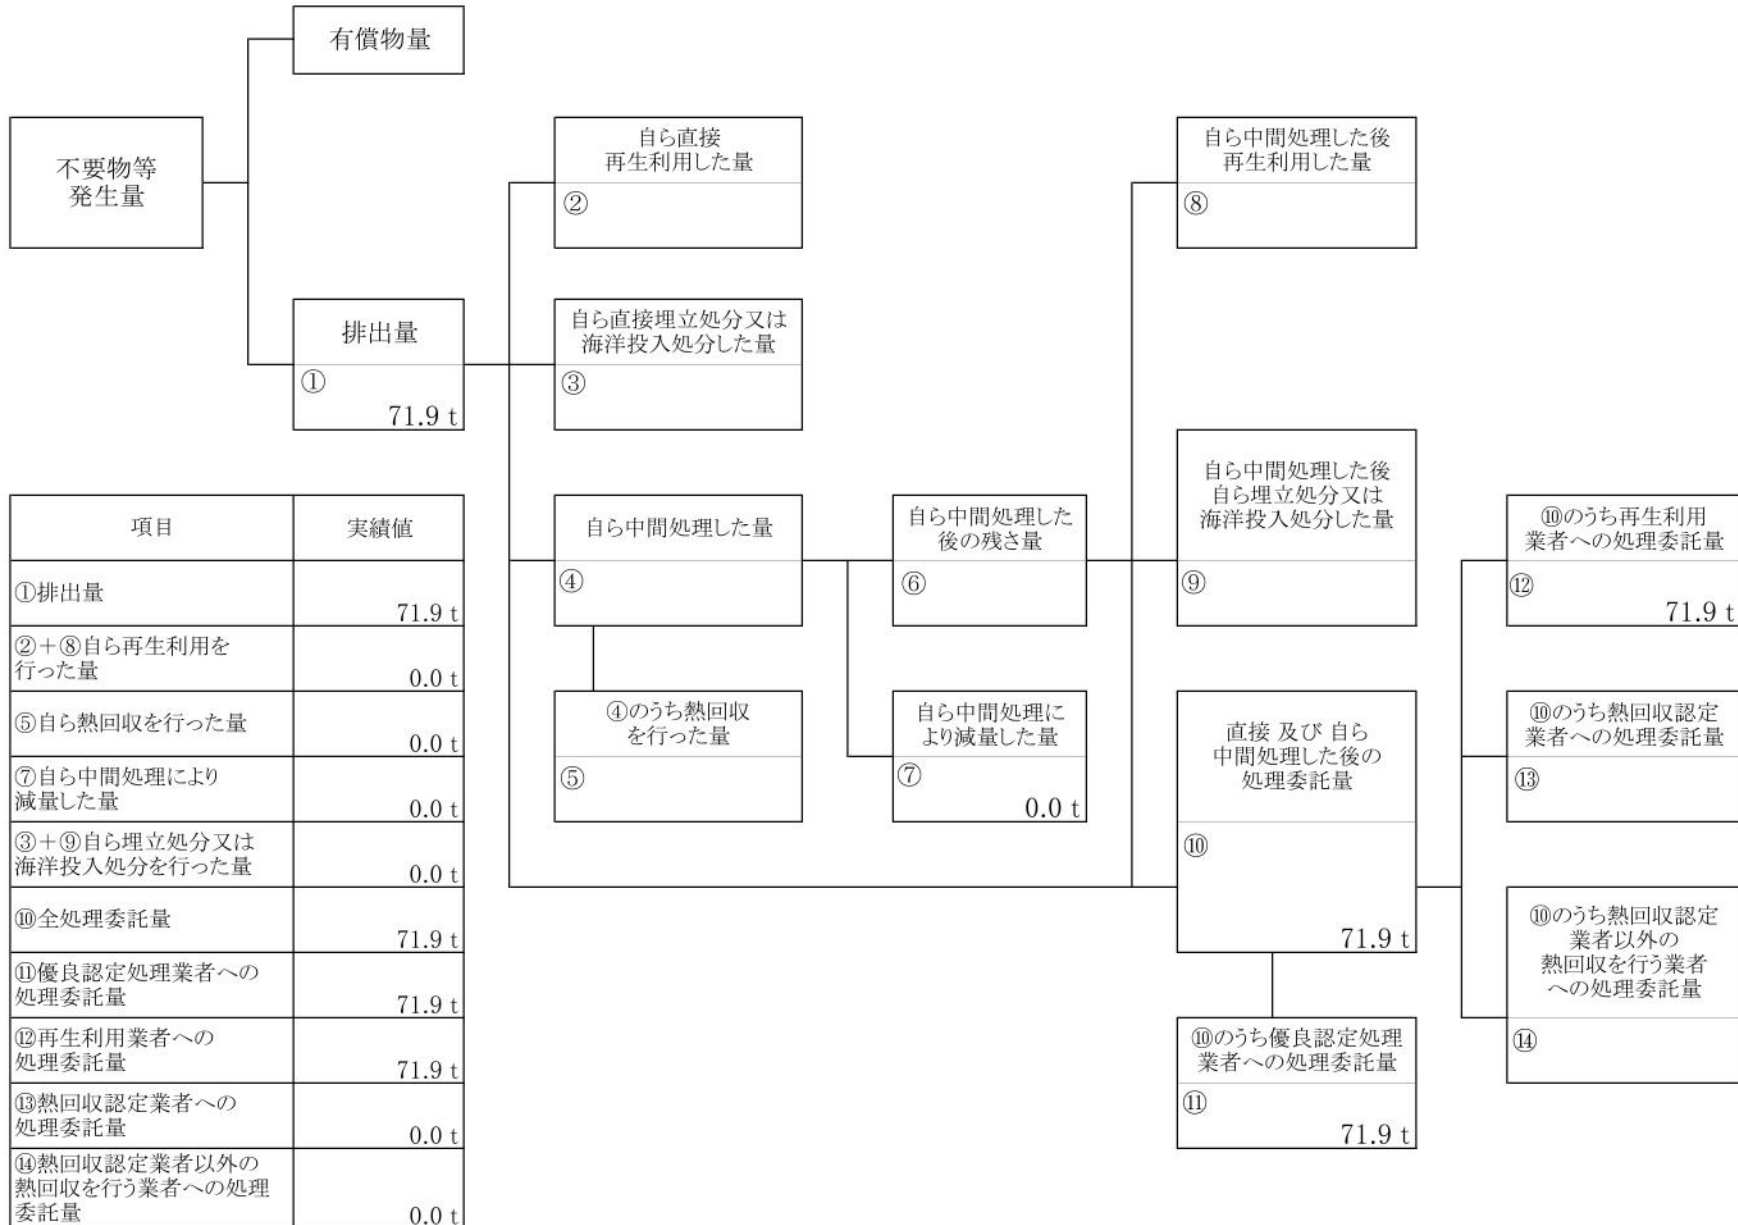 有償物量
不要物等
発生量
自ら直接
再生利用した量
②
自ら中間処理した後
再生利用した量
⑧
排出量
①
71.9 t
自ら直接埋立処分又は
海洋投入処分した量
③
自ら中間処理した量
④
自ら中間処理した
後の残さ量
⑥
自ら中間処理した後
自ら埋立処分又は
海洋投入処分した量
⑨
⑩のうち再生利用
業者への処理委託量
⑫
71.9 t
④のうち熱回収
を行った量
⑤
自ら中間処理に
より減量した量
⑦
0.0 t
直接 及び 自ら
中間処理した後の
処理委託量
⑩
71.9 t
⑩のうち熱回収認定
業者への処理委託量
⑬
⑩のうち熱回収認定
業者以外の
熱回収を行う業者
への処理委託量
⑭
⑩のうち優良認定処理
業者への処理委託量
⑪
71.9 t
項目 実績値
①排出量
71.9 t
②＋⑧自ら再生利用を
行った量
0.0 t
⑤自ら熱回収を行った量
0.0 t
⑦自ら中間処理により
減量した量
0.0 t
③＋⑨自ら埋立処分又は
海洋投入処分を行った量
0.0 t
⑩全処理委託量
71.9 t
⑪優良認定処理業者への
処理委託量
71.9 t
⑫再生利用業者への
処理委託量
71.9 t
⑬熱回収認定業者への
処理委託量
0.0 t
⑭熱回収認定業者以外の
熱回収を行う業者への処理
委託量
0.0 t